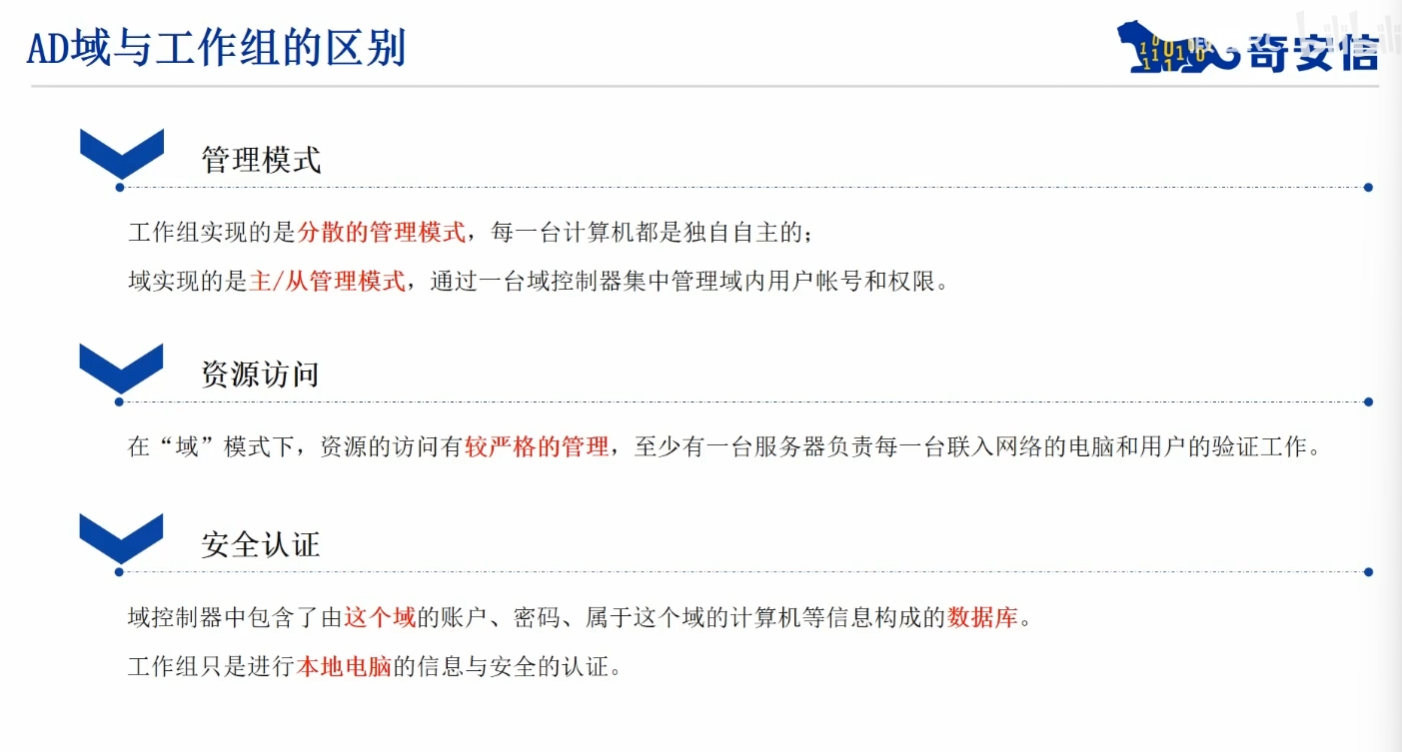 AD域与工作组的区别
奇安信
管理模式
工作组实现的是分散的管理模式，每一台计算机都是独自自主的；
域实现的是主/从管理模式，通过一台域控制器集中管理域内用户帐号和权限。
资源访问
在“域”模式下，资源的访问有较严格的管理，至少有一台服务器负责每一台联入网络的电脑和用户的验证工作。
安全认证
域控制器中包含了由这个域的账户、密码、属于这个域的计算机等信息构成的数据库。
工作组只是进行本地电脑的信息与安全的认证。